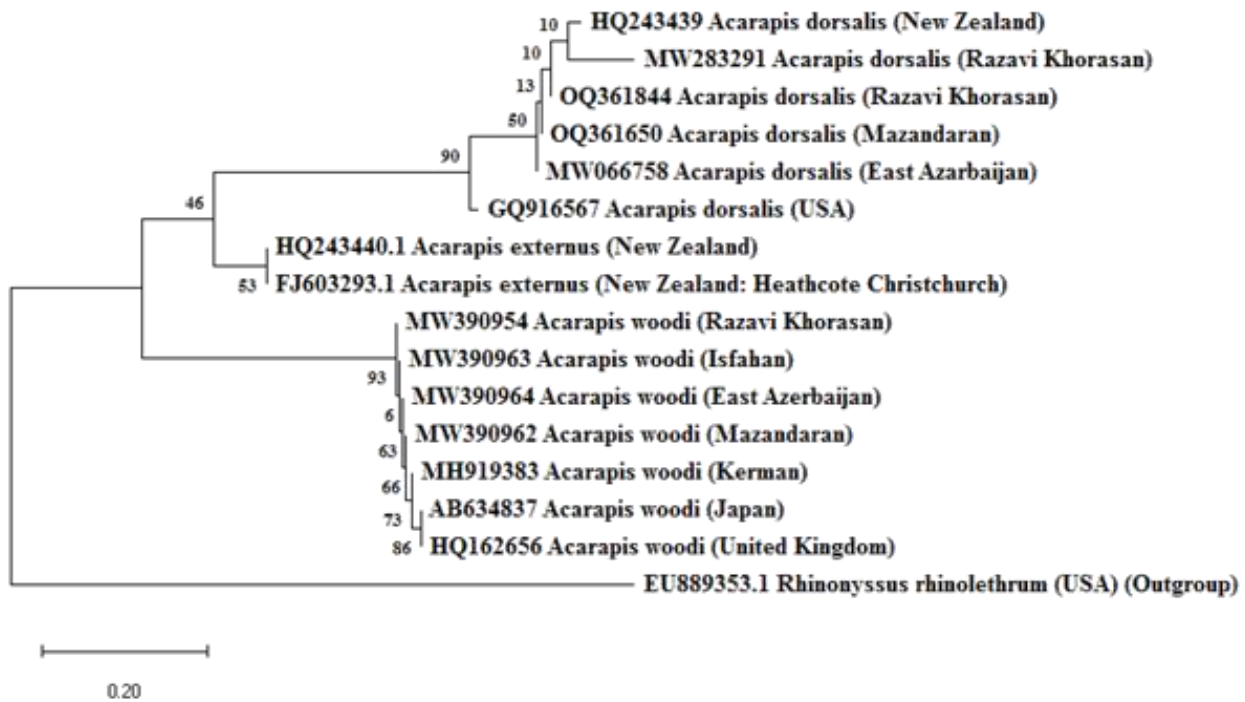 10
HQ243439 Acarapis dorsalis (New Zealand)
10
MW283291 Acarapis dorsalis (Razavi Khorasan)
13
OQ361844 Acarapis dorsalis (Razavi Khorasan)
50
OQ361650 Acarapis dorsalis (Mazandaran)
90
MW066758 Acarapis dorsalis (East Azarbaijan)
46
GQ916567 Acarapis dorsalis (USA)
HQ243440.1 Acarapis externus (New Zealand)
53
FJ603293.1 Acarapis externus (New Zealand: Heathcote Christchurch)
MW390954 Acarapis woodi (Razavi Khorasan)
MW390963 Acarapis woodi (Isfahan)
93
MW390964 Acarapis woodi (East Azerbaijan)
6
MW390962 Acarapis woodi (Mazandaran)
63
MH919383 Acarapis woodi (Kerman)
66
AB634837 Acarapis woodi (Japan)
73
86
HQ162656 Acarapis woodi (United Kingdom)
EU889353.1 Rhinonyssus rhinolethrum (USA) (Outgroup)
0.20